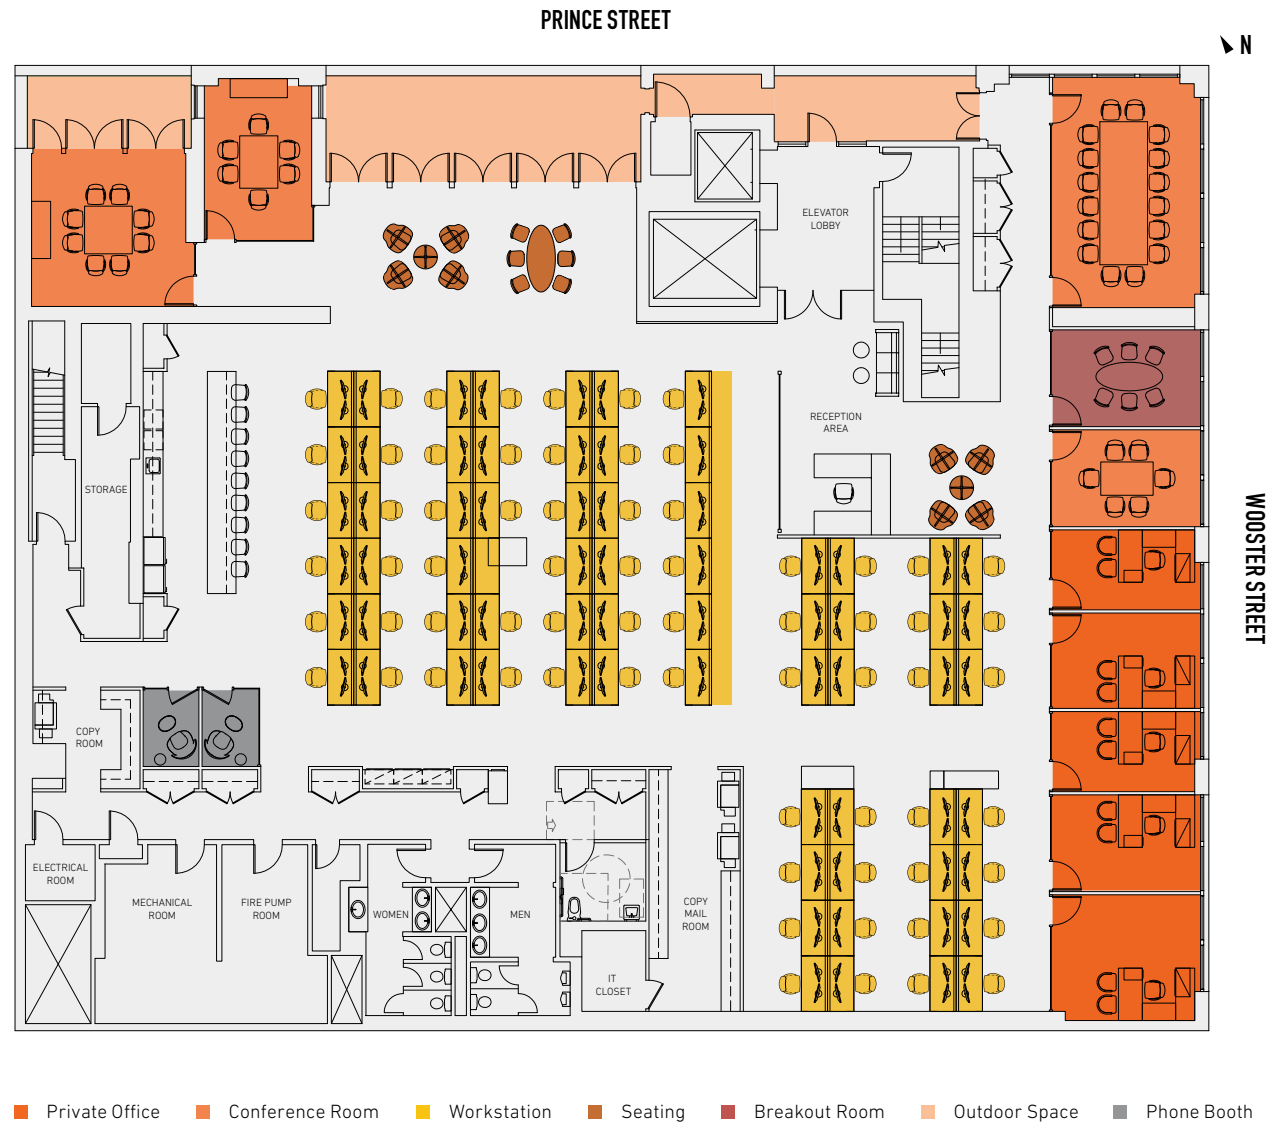 PRINCE STREET
N
ELEVATOR
LOBBY
RECEPTION
AREA
STORAGE
WOOSTER STREET
COPY
ROOM
ELECTRICAL
ROOM
MECHANICAL
ROOM
FIRE PUMP
ROOM
WOMEN
MEN
COPY
MAIL
ROOM
IT
CLOSET
Private Office
Conference Room
Workstation
Seating
Breakout Room
Outdoor Space
Phone Booth